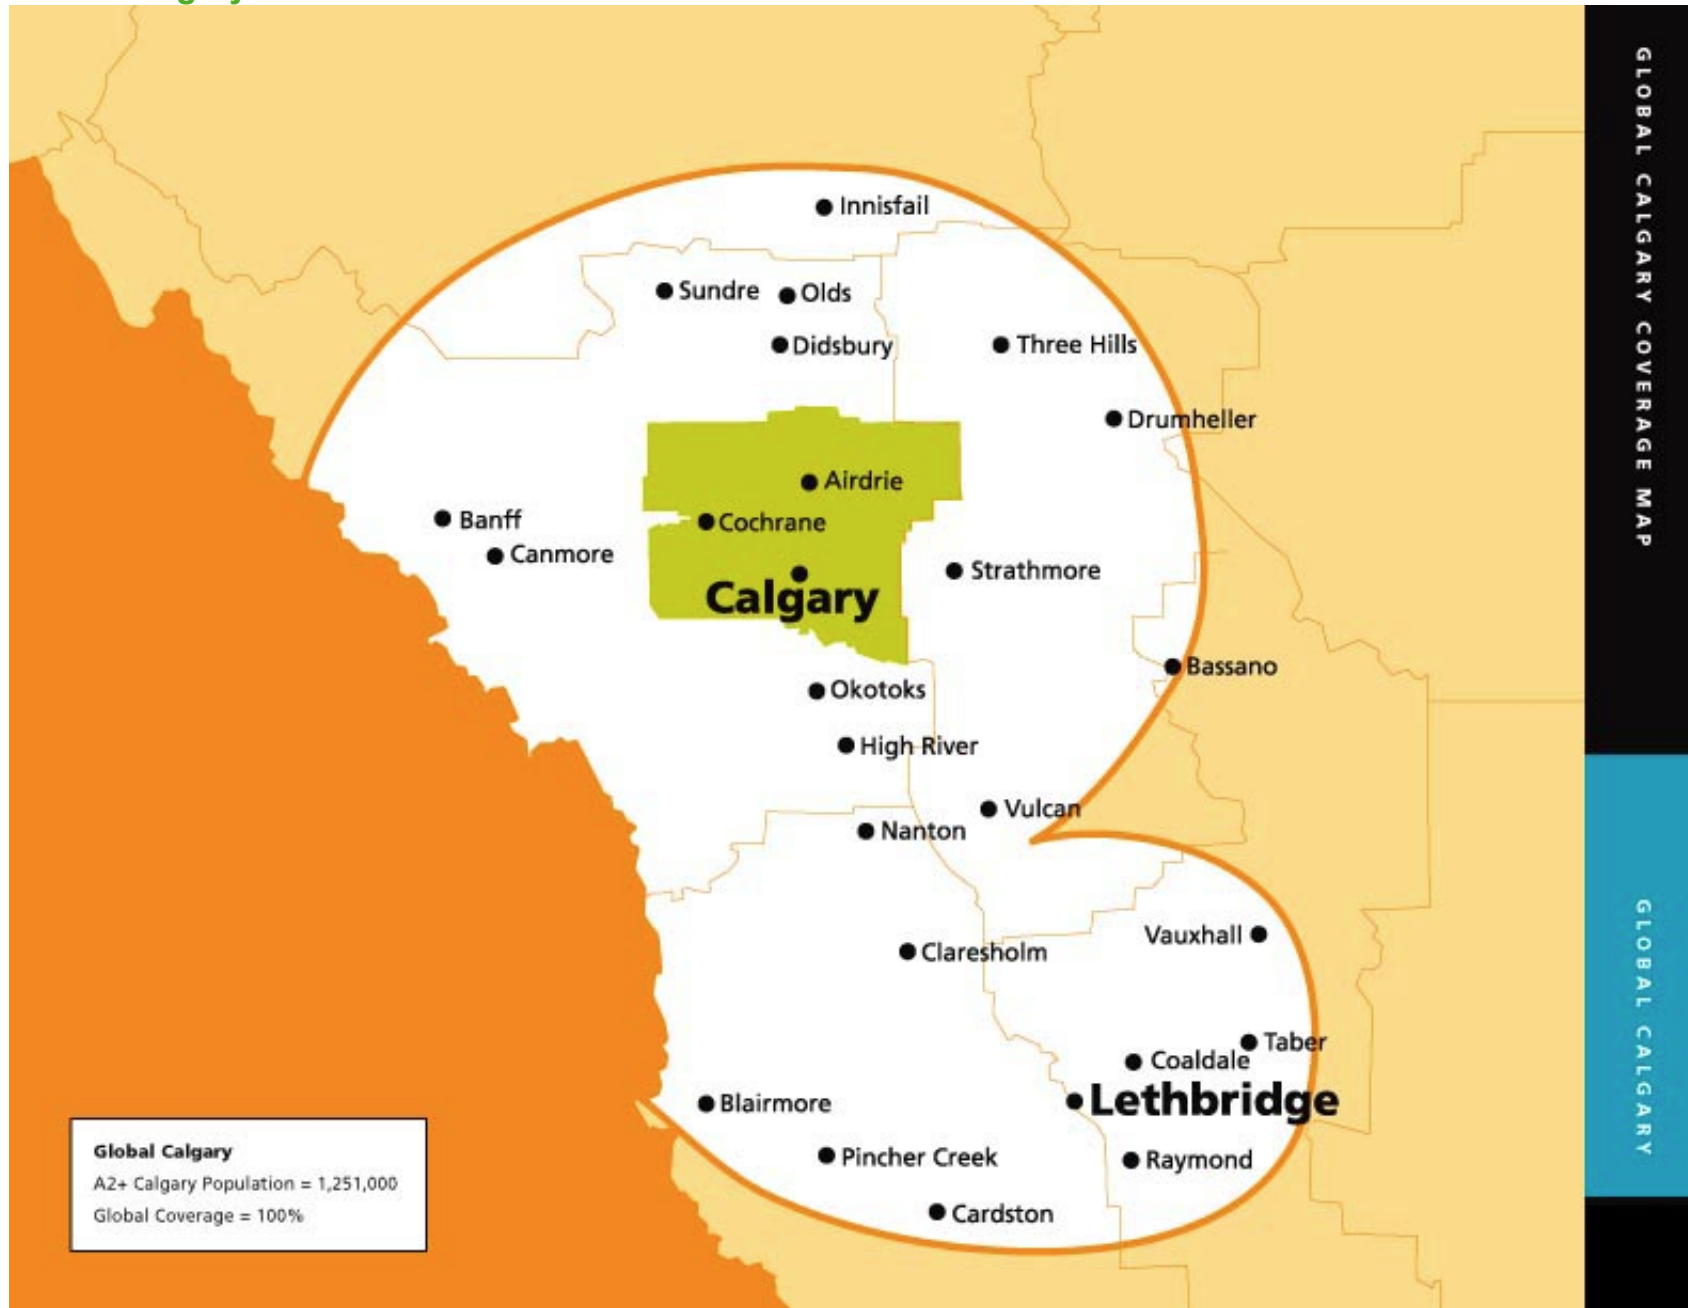 Innisfail
Sundre
Olds
Didsbury
Three Hills
Drumheller
Airdrie
Banff
Cochrane
Canmore
Strathmore
Calgary
Bassano
Okotoks
High River
Vulcan
Nanton
Vauxhall
Claresholm
Taber
Coaldale
Lethbridge
Blairmore
Pincher Creek
Raymond
Cardston
Global Calgary
A2+ Calgary Population = 1,251,000
Global Coverage = 100%
GLOBAL CALGARY COVERAGE MAP
GLOBAL CALGARY